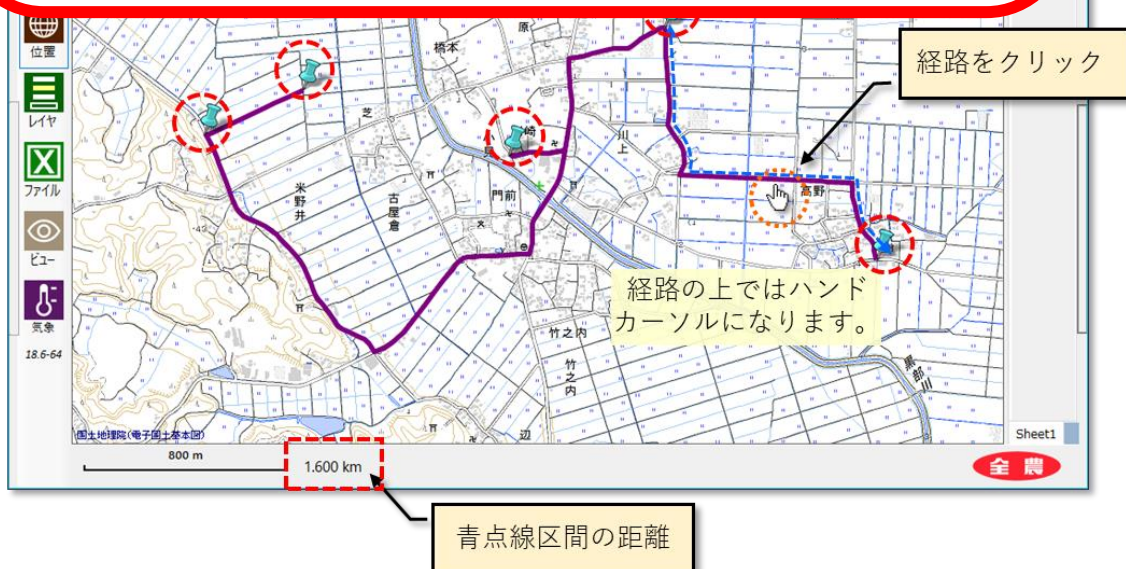 位置
レイヤ
ファイル
ビュー
気象
18.6-64
原
橋本
芝
崎
川
上
米
野
井
古
屋
倉
門前
高野
竹之内
竹
之
内
黒
部
川
辺
経路をクリック
経路の上ではハンド
カーソルになります。
国土地理院(電子国土基本図)
800 m
1.600 km
Sheet1
全農
青点線区間の距離